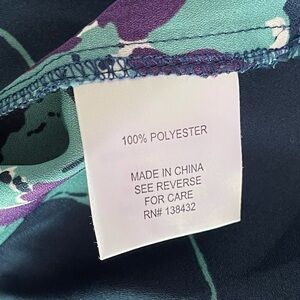 100% POLYESTER
MADE IN CHINA
SEE REVERSE
FOR CARE
RN# 138432